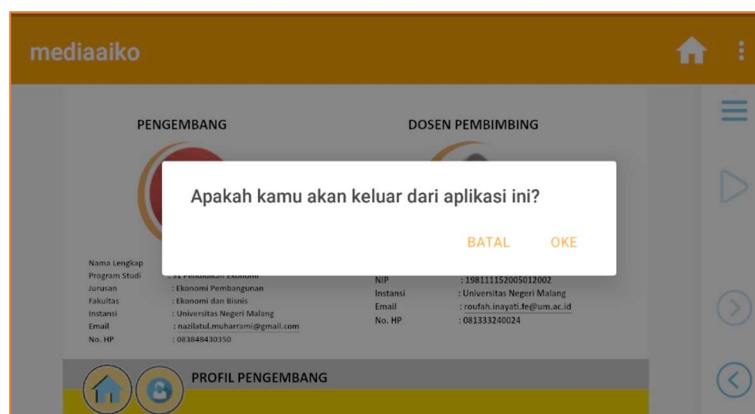 mediaaiko
PENGEMBANG
DOSEN PEMBIMBING
Apakah kamu akan keluar dari aplikasi ini?
BATAL OKE
Nama Lengkap
Program Studi : S1 Pendidikan Ekonomi
Jurusan : Ekonomi Pembangunan
Fakultas : Ekonomi dan Bisnis
Instansi : Universitas Negeri Malang
Email : nazilatul.muharrami@gmail.com
No. HP : 083848430350
NIP : 198111152005012002
Instansi : Universitas Negeri Malang
Email : roufah.inayati.fe@um.ac.id
No. HP : 081333240024
PROFIL PENGEMBANG